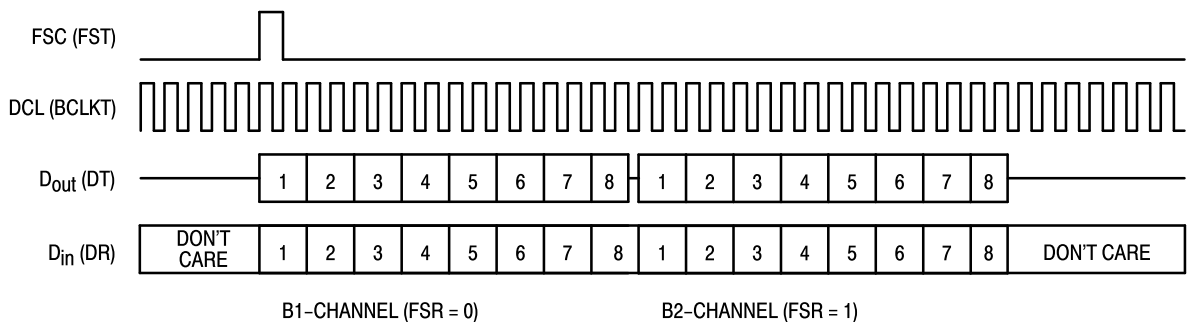 FSC (FST)
DCL (BCLKT)
Dout (DT) 1 2 3 4 5 6 7 8 1 2 3 4 5 6 7 8
Din (DR) DON'T CARE 1 2 3 4 5 6 7 8 1 2 3 4 5 6 7 8 DON'T CARE
B1–CHANNEL (FSR = 0) B2–CHANNEL (FSR = 1)